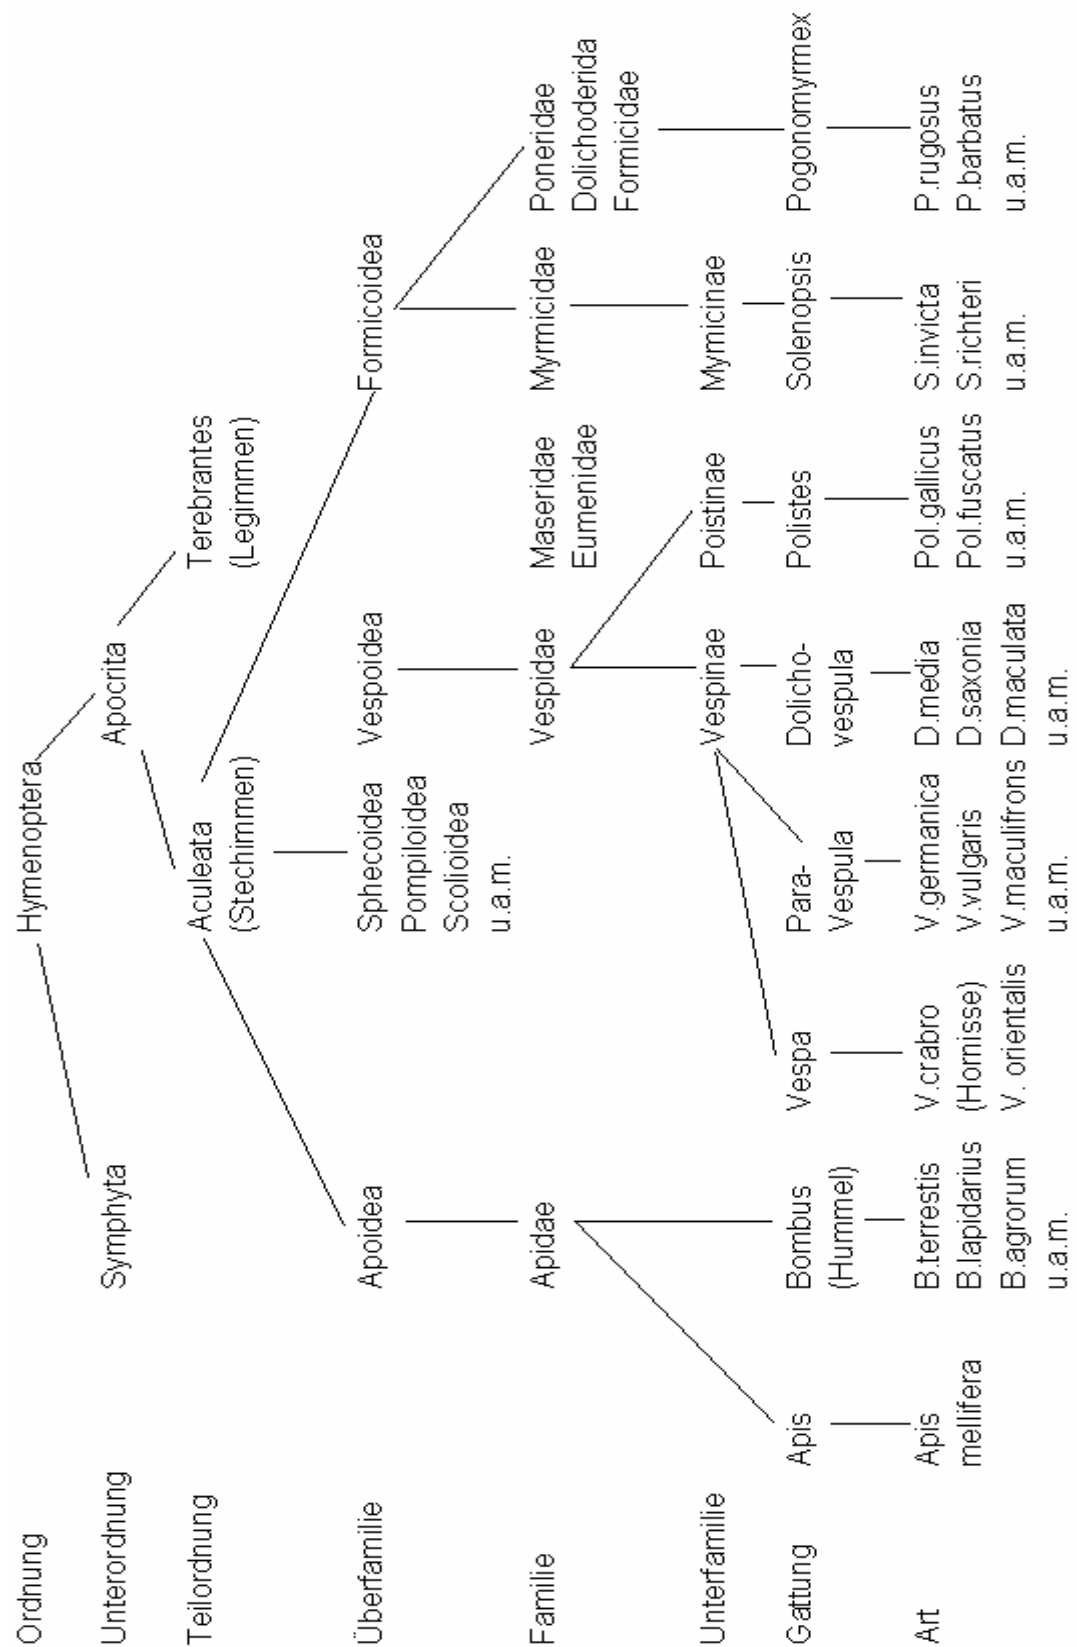 Ordnung Hymenoptera
Unterordnung Symphyta Apocrita
Teilordnung Aculeata Terebrantes
(Stechimmen) (Legimmen)
Überfamilie Apoidea Sphecoidea Vespoidea Formicoidea
Pompiloidea
Scolioidea
u.a.m.
Familie Apidae Vespidae Maseridae Myrmicidae Poneridae
Eumenidae Dolichoderida
Formicidae
Unterfamilie Vespinae Poistinae Mymicinae
Gattung Apis Bombus Vespa Para- Dolicho- Polistes Solenopsis Pogonomyrmex
(Hummel) Vespula vespula
Art Apis B.terrestis V.crabro V.germanica D.media Pol.gallicus S.invicta P.rugosus
mellifera B.lapidarius (Hornisse) V.vulgaris D.saxonia Pol.fuscatus S.richteri P.barbatus
B.agrorum V. orientalis V.maculifrons D.maculata u.a.m. u.a.m. u.a.m.
u.a.m. u.a.m. u.a.m.